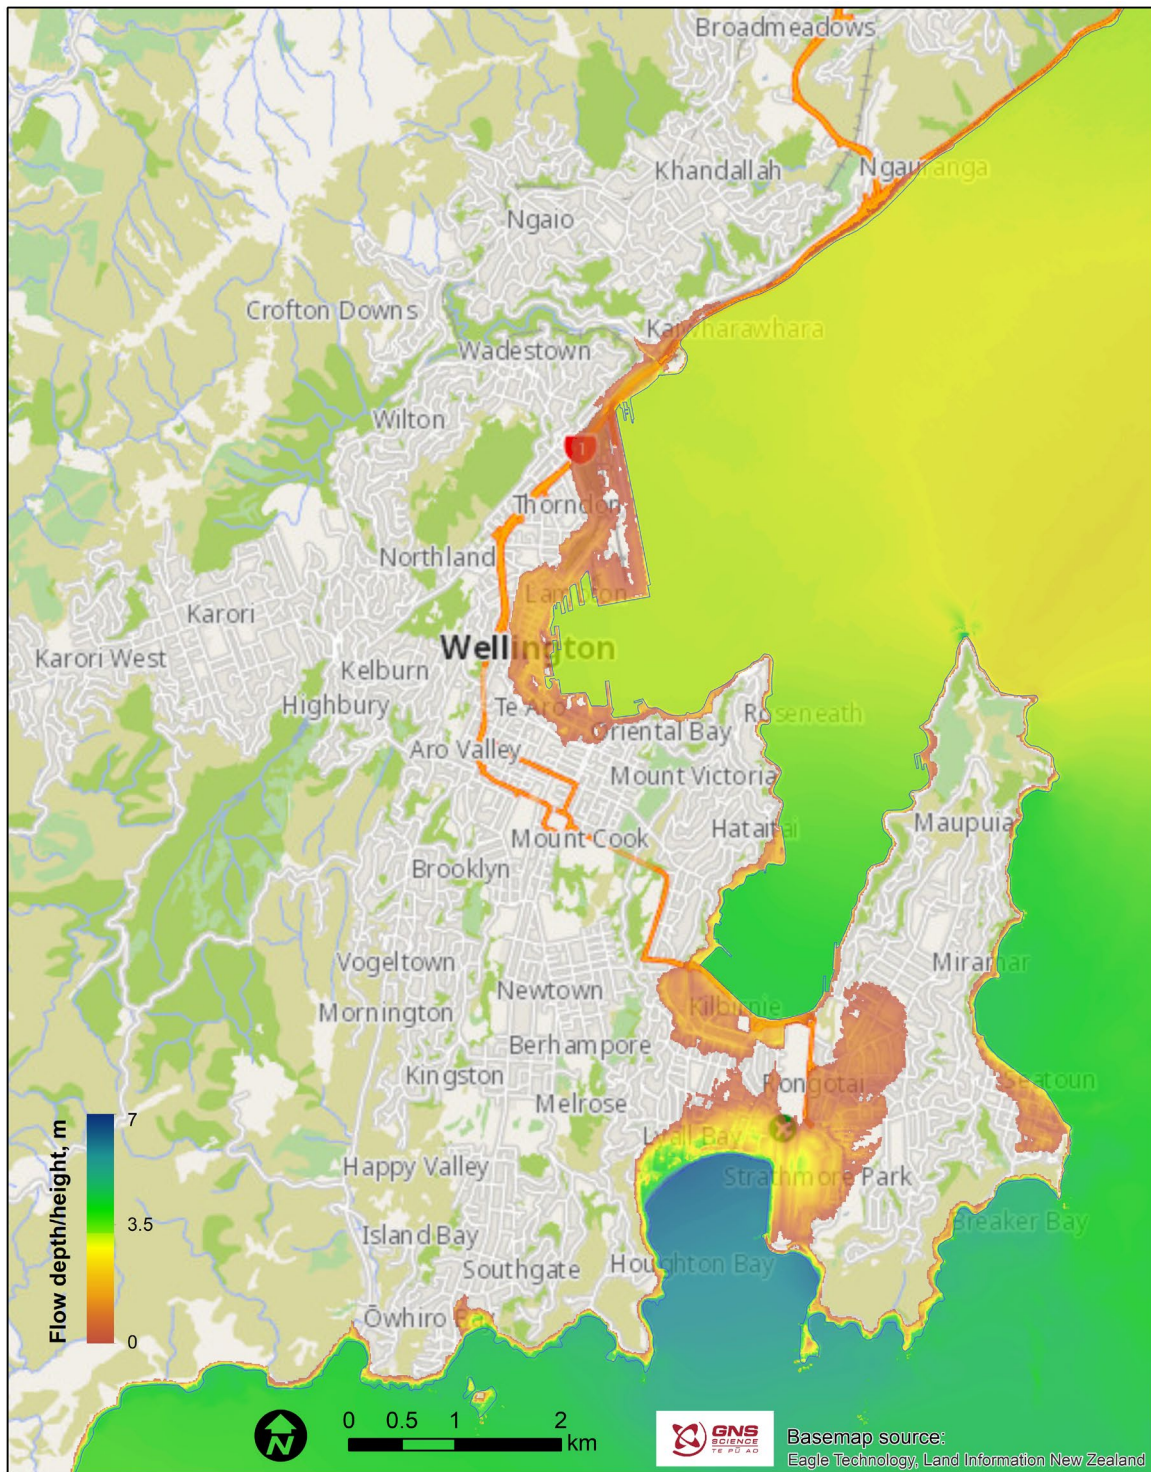 Broadmeadows
Khandallah
Ngauranga
Ngaio
Crofton Downs
Kaiwharawhara
Wadestown
Wilton
1
Thorndon
Northland
Lambton
Karori
Wellington
Karori West
Kelburn
Highbury
Te Aro
Roseneath
Oriental Bay
Aro Valley
Mount Victoria
Hataitai
Maupuia
Mount Cook
Brooklyn
Vogeltown
Miramar
Newtown
Kilbirnie
Mornington
Berhampore
Kingston
Rongotai
Seatoun
Melrose
Lyall Bay
Happy Valley
Strathmore Park
Breaker Bay
Island Bay
Houghton Bay
Southgate
Ōwhiro Bay
Flow depth/height, m
7
3.5
0
N
0 0.5 1 2
km
GNS
SCIENCE
TE PŪ AO
Basemap source:
Eagle Technology, Land Information New Zealand